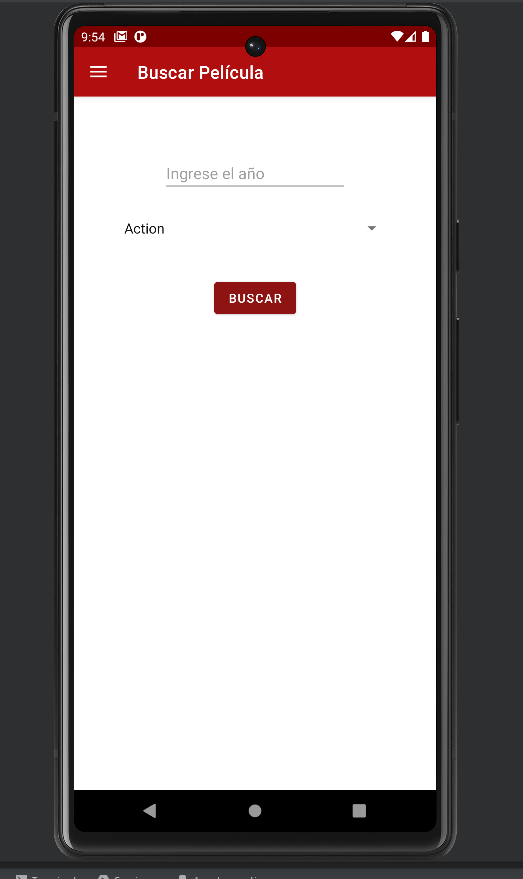 9:54
Buscar Película
Ingrese el año
Action
BUSCAR